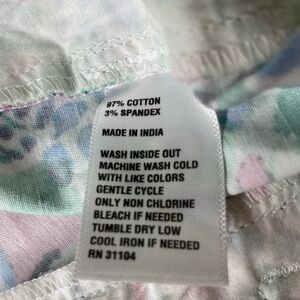 97% COTTON
3% SPANDEX
MADE IN INDIA
WASH INSIDE OUT
MACHINE WASH COLD
WITH LIKE COLORS
GENTLE CYCLE
ONLY NON CHLORINE
BLEACH IF NEEDED
TUMBLE DRY LOW
COOL IRON IF NEEDED
RN 31104